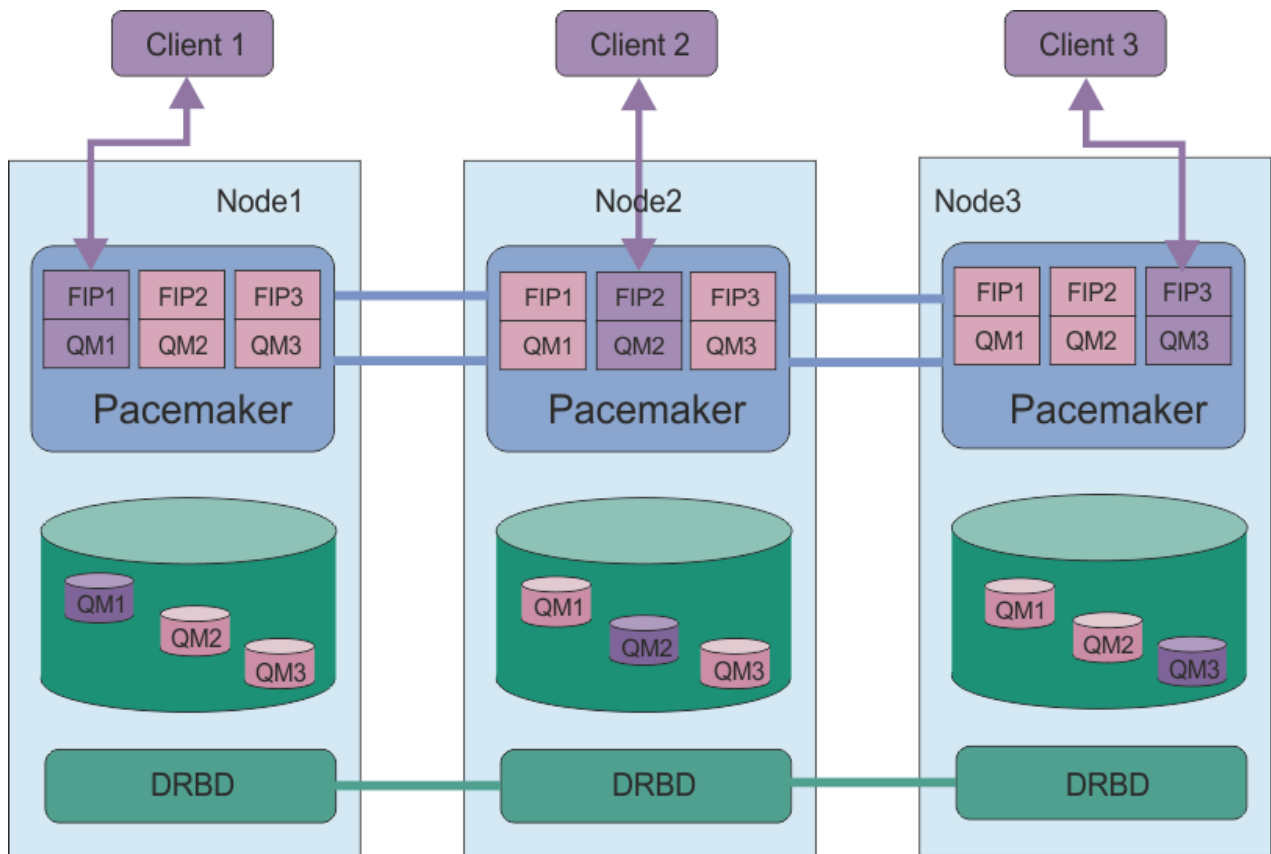 Client 1
Client 2
Client 3
Node1
Node2
Node3
FIP1 FIP2 FIP3
QM1 QM2 QM3
Pacemaker
FIP1 FIP2 FIP3
QM1 QM2 QM3
Pacemaker
FIP1 FIP2 FIP3
QM1 QM2 QM3
Pacemaker
QM1
QM2
QM3
QM1
QM2
QM3
QM1
QM2
QM3
DRBD
DRBD
DRBD